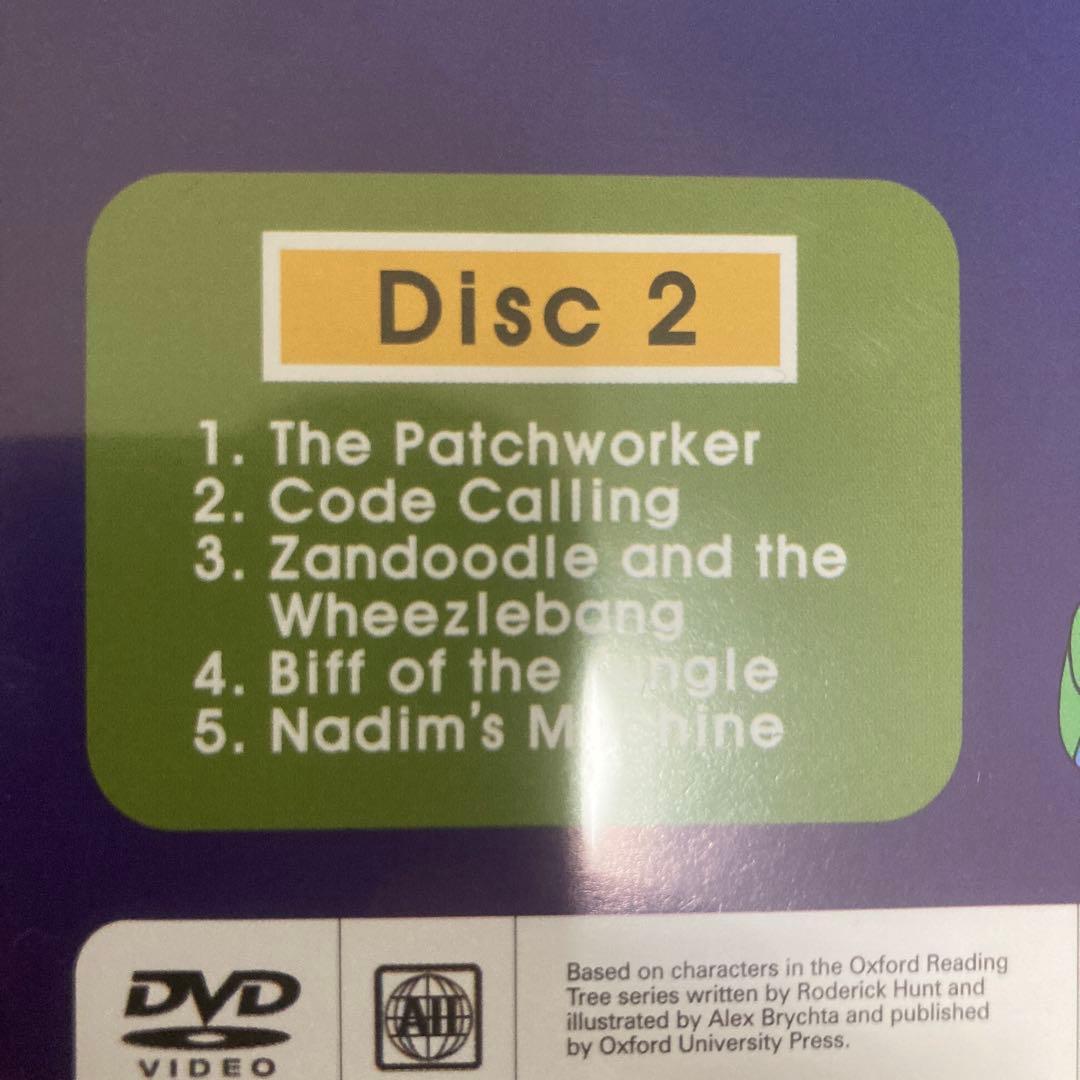 Disc 2
1. The Patchworker
2. Code Calling
3. Zandoodle and the
Wheezlebang
4. Biff of the Jungle
5. Nadim's Machine
DVD
VIDEO
All
Based on characters in the Oxford Reading
Tree series written by Roderick Hunt and
illustrated by Alex Brychta and published
by Oxford University Press.